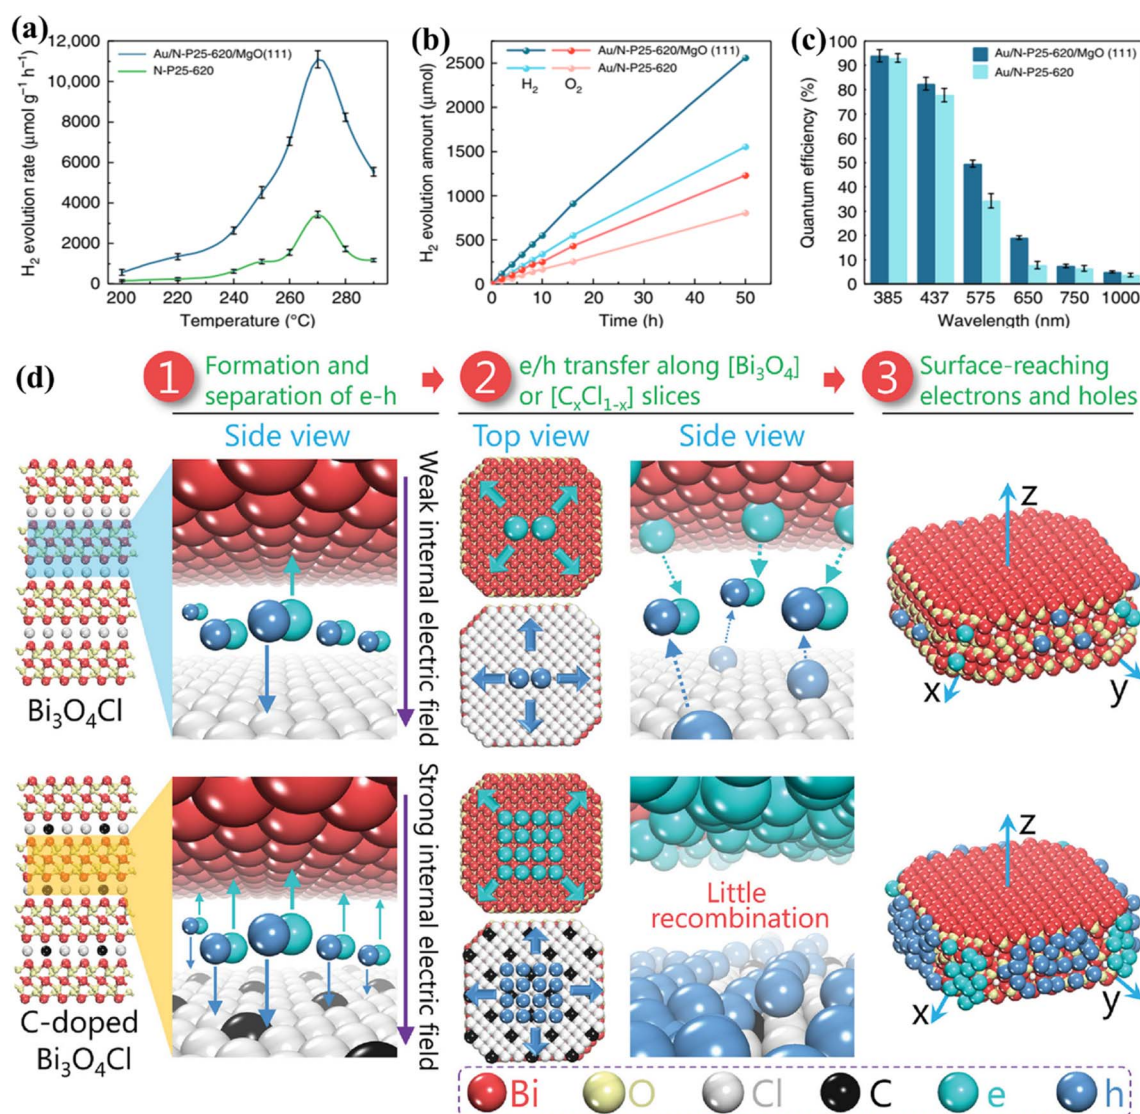 (a)
12,000
10,000
8000
6000
4000
2000
0
H₂ evolution rate (μmol g⁻¹ h⁻¹)
Au/N-P25-620/MgO(111)
N-P25-620
200 220 240 260 280
Temperature (°C)
(b)
2500
2000
1500
1000
500
0
H₂ evolution amount (μmol)
Au/N-P25-620/MgO (111)
Au/N-P25-620
H₂ O₂
0 10 20 30 40 50
Time (h)
(c)
100
90
80
70
60
50
40
30
20
10
0
Quantum efficiency (%)
Au/N-P25-620/MgO (111)
Au/N-P25-620
385 437 575 650 750 1000
Wavelength (nm)
(d)
1 Formation and
separation of e-h
2 e/h transfer along [Bi₃O₄]
or [CₓCl₁₋ₓ] slices
3 Surface-reaching
electrons and holes
Side view
Top view
Side view
Weak internal electric field
Bi₃O₄Cl
z
x
y
Strong internal electric field
Little
recombination
C-doped
Bi₃O₄Cl
z
x
y
Bi O Cl C e h